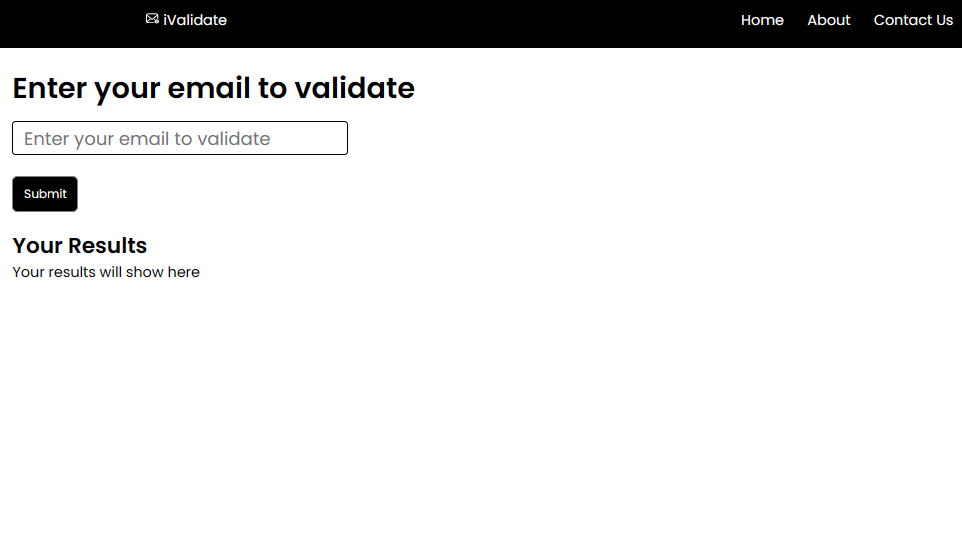 iValidate Home About Contact Us
Enter your email to validate
Enter your email to validate
Submit
Your Results
Your results will show here